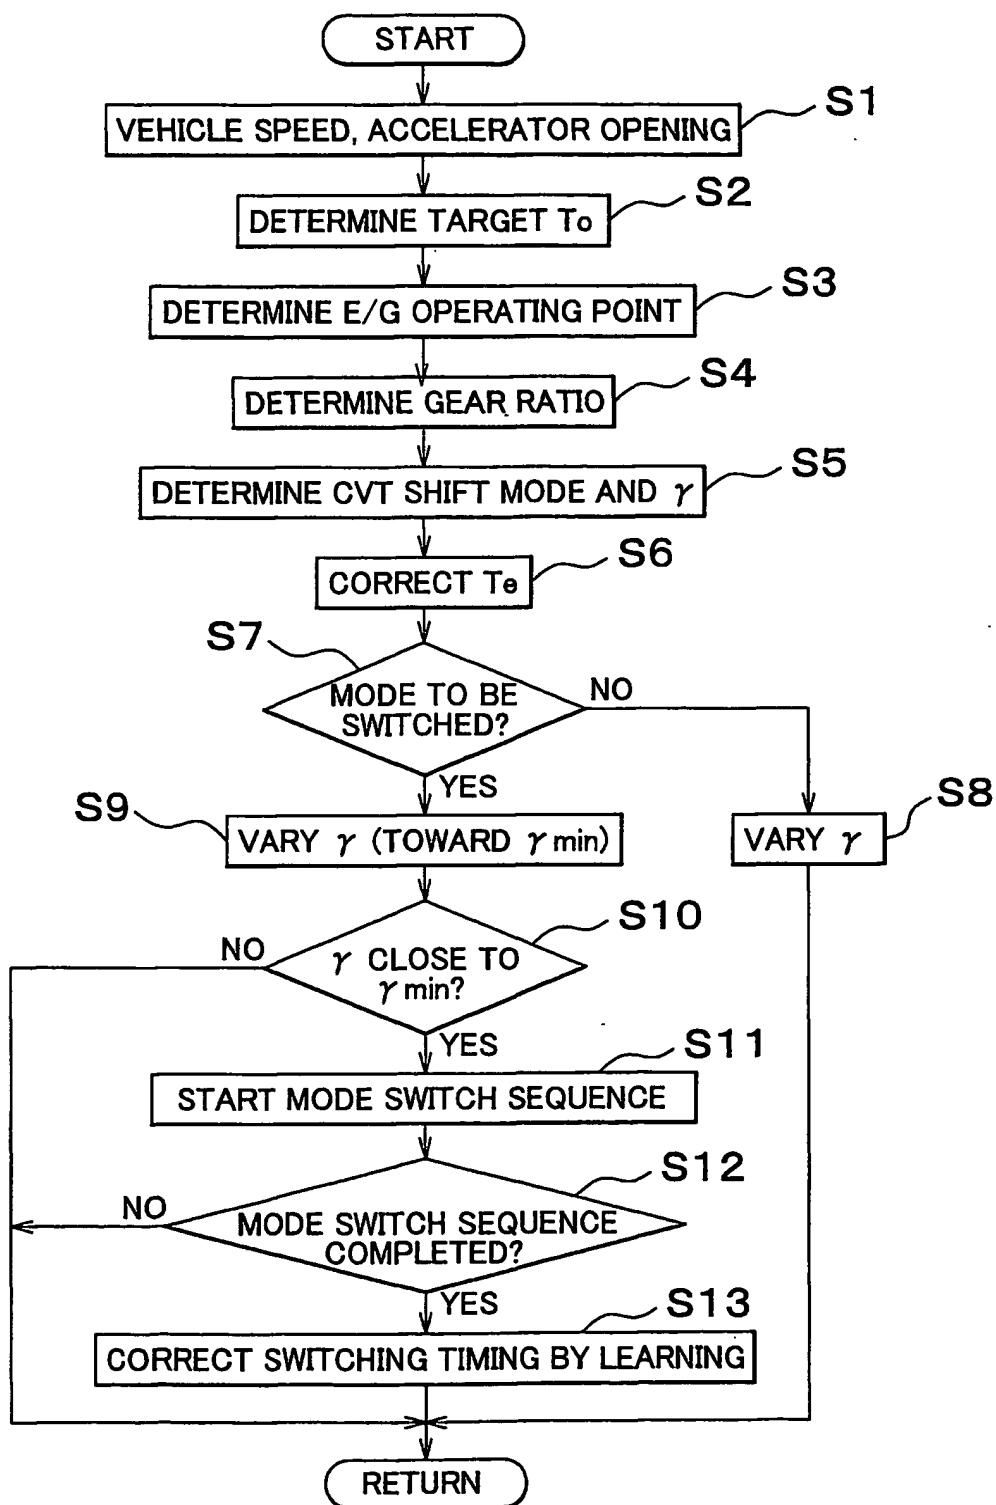 START
S1
VEHICLE SPEED, ACCELERATOR OPENING
S2
DETERMINE TARGET To
S3
DETERMINE E/G OPERATING POINT
S4
DETERMINE GEAR RATIO
S5
DETERMINE CVT SHIFT MODE AND γ
S6
CORRECT Te
S7
MODE TO BE
SWITCHED?
NO
YES
S9
VARY γ (TOWARD γ min)
S8
VARY γ
S10
NO
γ CLOSE TO
γ min?
YES
S11
START MODE SWITCH SEQUENCE
S12
NO
MODE SWITCH SEQUENCE
COMPLETED?
YES
S13
CORRECT SWITCHING TIMING BY LEARNING
RETURN